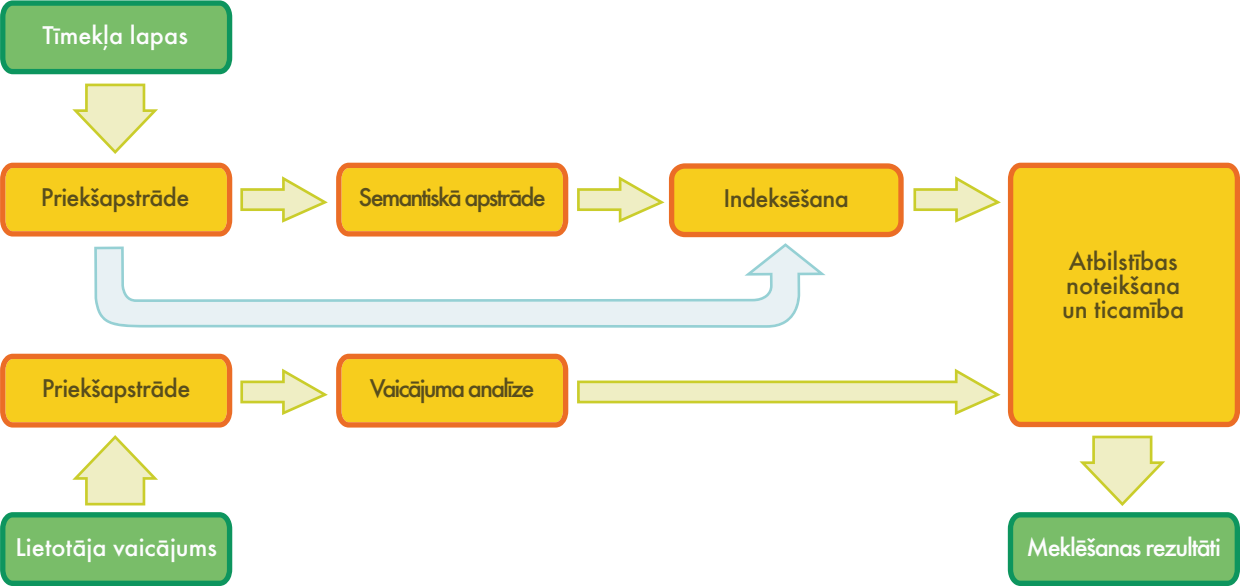 Tīmekļa lapas
Priekšapstrāde
Semantiskā apstrāde
Indeksēšana
Atbilstības
noteikšana
un ticamība
Priekšapstrāde
Vaicājuma analīze
Lietotāja vaicājums
Meklēšanas rezultāti